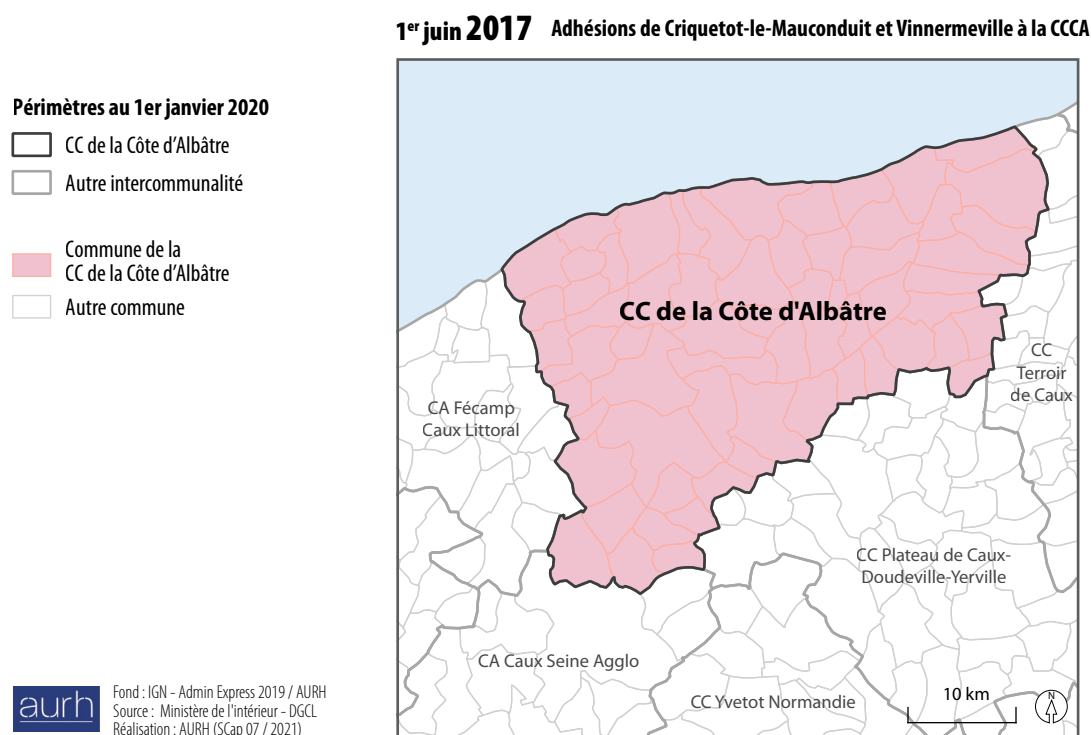 1er juin 2017 Adhésions de Criquetot-le-Mauconduit et Vinnermeville à la CCCA
Périmètres au 1er janvier 2020
CC de la Côte d'Albâtre
Autre intercommunalité
Commune de la
CC de la Côte d'Albâtre
Autre commune
CC de la Côte d'Albâtre
CC
Terroir
de Caux
CA Fécamp
Caux Littoral
CC Plateau de Caux-
Doudeville-Yerville
CA Caux Seine Agglo
CC Yvetot Normandie
10 km
N
aurh
Fond : IGN - Admin Express 2019 / AURH
Source : Ministère de l'intérieur - DGCL
Réalisation : AURH (SCap 07 / 2021)